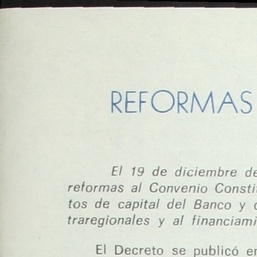 REFORMAS
El 19 de diciembre de
reformas al Convenio Consti
tos de capital del Banco y
traregionales y al financiami
El Decreto se publicó en